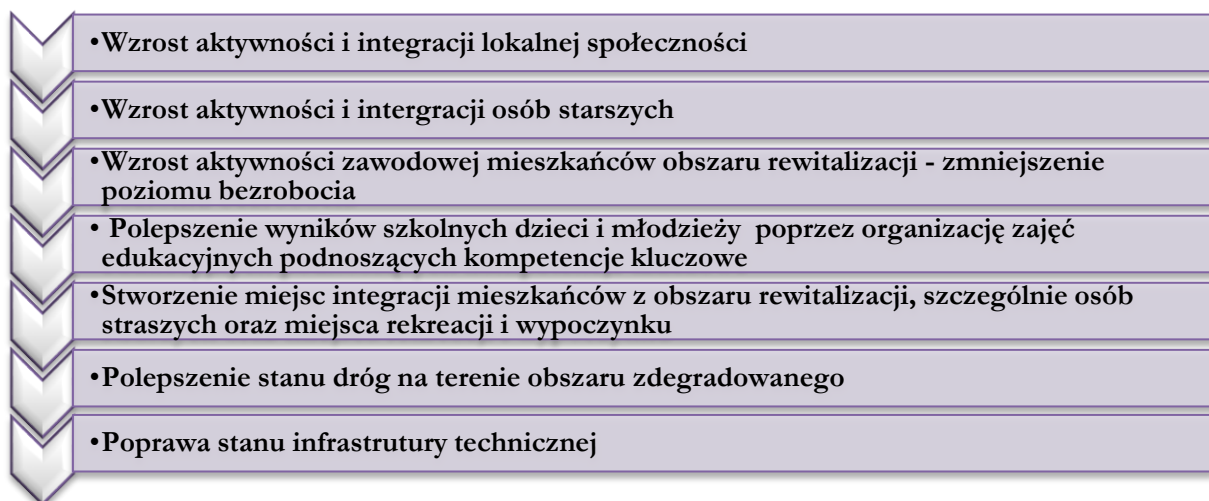 •Wzrost aktywności i integracji lokalnej społeczności
•Wzrost aktywności i intergracji osób starszych
•Wzrost aktywności zawodowej mieszkańców obszaru rewitalizacji - zmniejszenie
poziomu bezrobocia
• Polepszenie wyników szkolnych dzieci i młodzieży poprzez organizację zajęć
edukacyjnych podnoszących kompetencje kluczowe
•Stworzenie miejsc integracji mieszkańców z obszaru rewitalizacji, szczególnie osób
straszych oraz miejsca rekreacji i wypoczynku
•Polepszenie stanu dróg na terenie obszaru zdegradowanego
•Poprawa stanu infrastrutury technicznej